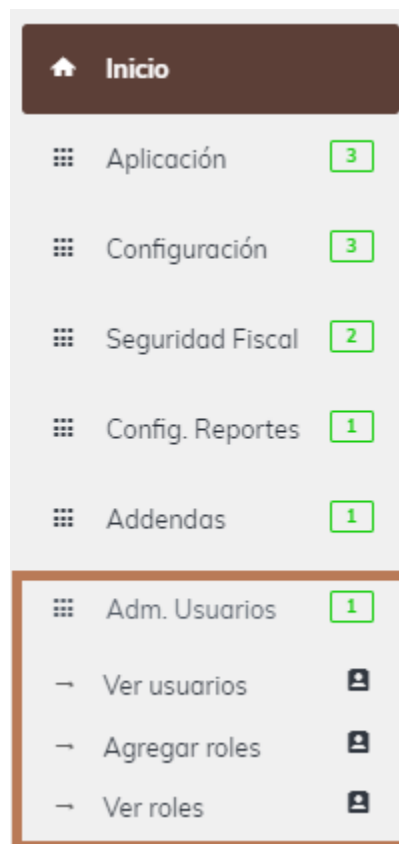 Inicio
Aplicación 3
Configuración 3
Seguridad Fiscal 2
Config. Reportes 1
Addendas 1
Adm. Usuarios 1
Ver usuarios
Agregar roles
Ver roles